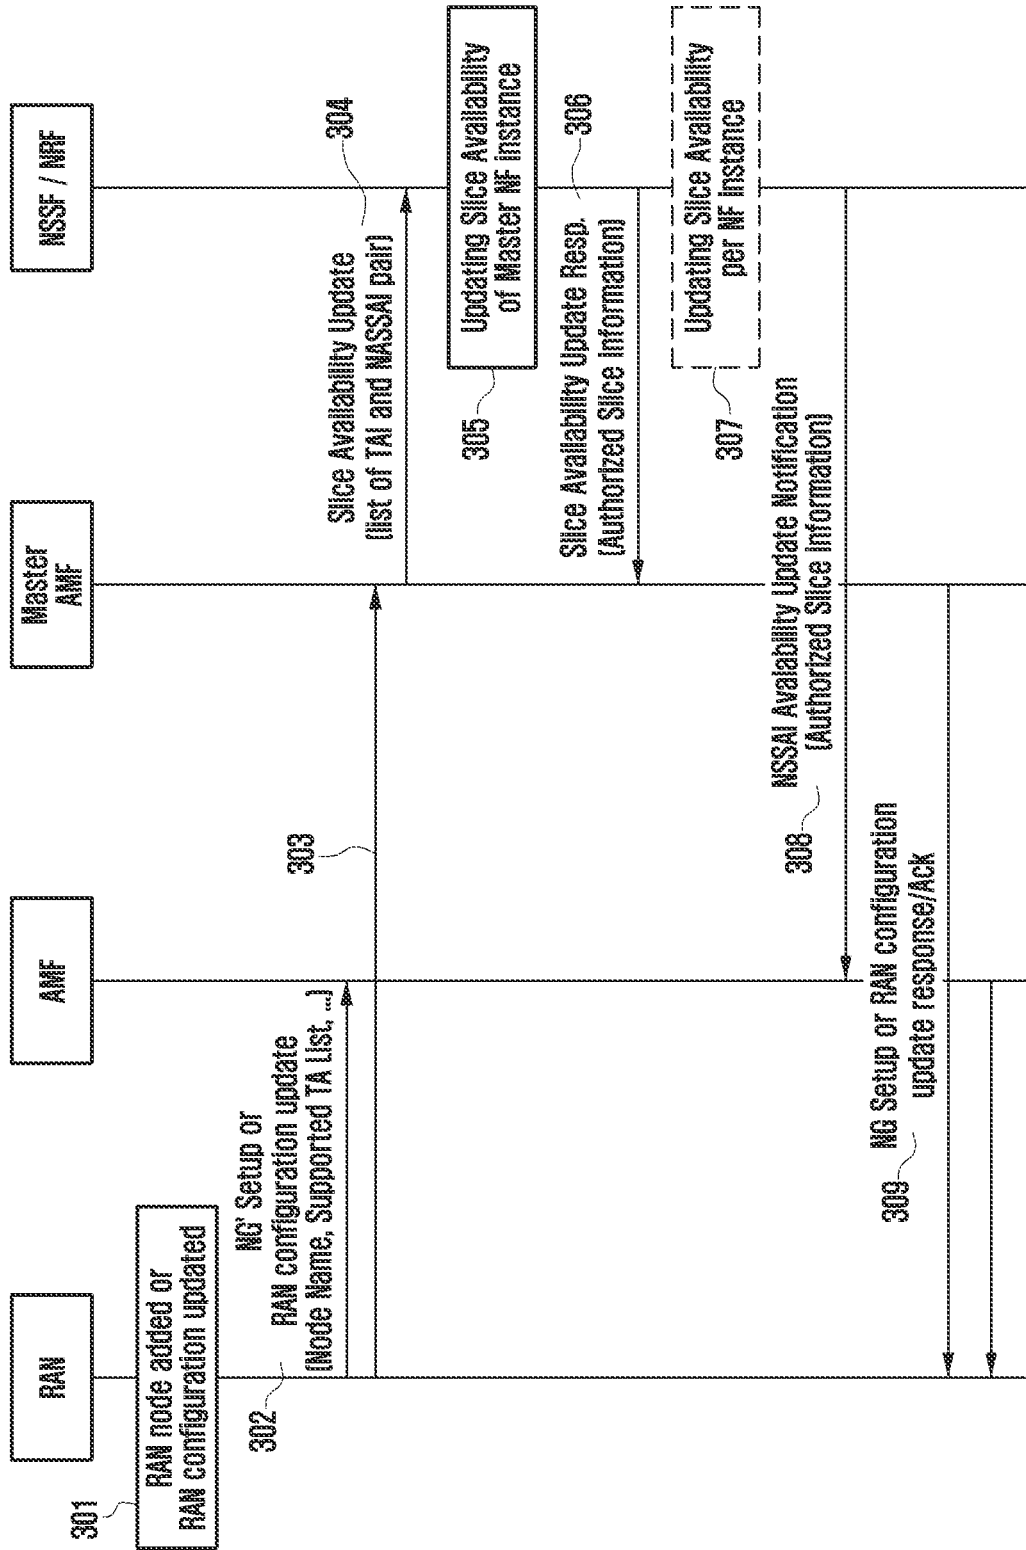 RAN
AMF
Master
AMF
NSSF / NRF
301
RAN node added or
RAN configuration updated
302
NG' Setup or
RAN configuration update
(Node Name, Supported TA List, ...)
303
304
Slice Availability Update
(list of TAI and NASSAI pair)
305
Updating Slice Availability
of Master NF instance
306
Slice Availability Update Resp.
(Authorized Slice Information)
307
Updating Slice Availability
per NF Instance
308
NSSAI Avalability Update Notification
(Authorized Slice Information)
309
NG Setup or RAN configuration
update response/Ack